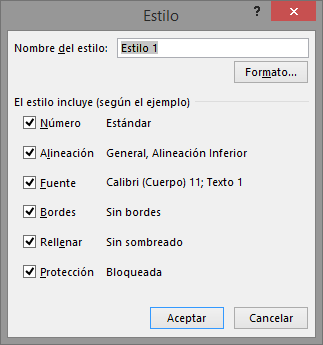 Estilo
Nombre del estilo: Estilo 1
Formato...
El estilo incluye (según el ejemplo)
Número Estándar
Alineación General, Alineación Inferior
Fuente Calibri (Cuerpo) 11; Texto 1
Bordes Sin bordes
Rellenar Sin sombreado
Protección Bloqueada
Aceptar Cancelar